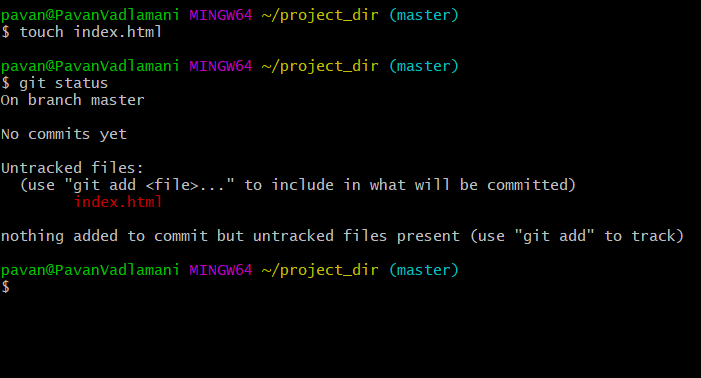 pavan@PavanVadlamani MINGW64 ~/project_dir (master)
$ touch index.html
pavan@PavanVadlamani MINGW64 ~/project_dir (master)
$ git status
On branch master
No commits yet
Untracked files:
  (use "git add <file>..." to include in what will be committed)
        index.html
nothing added to commit but untracked files present (use "git add" to track)
pavan@PavanVadlamani MINGW64 ~/project_dir (master)
$